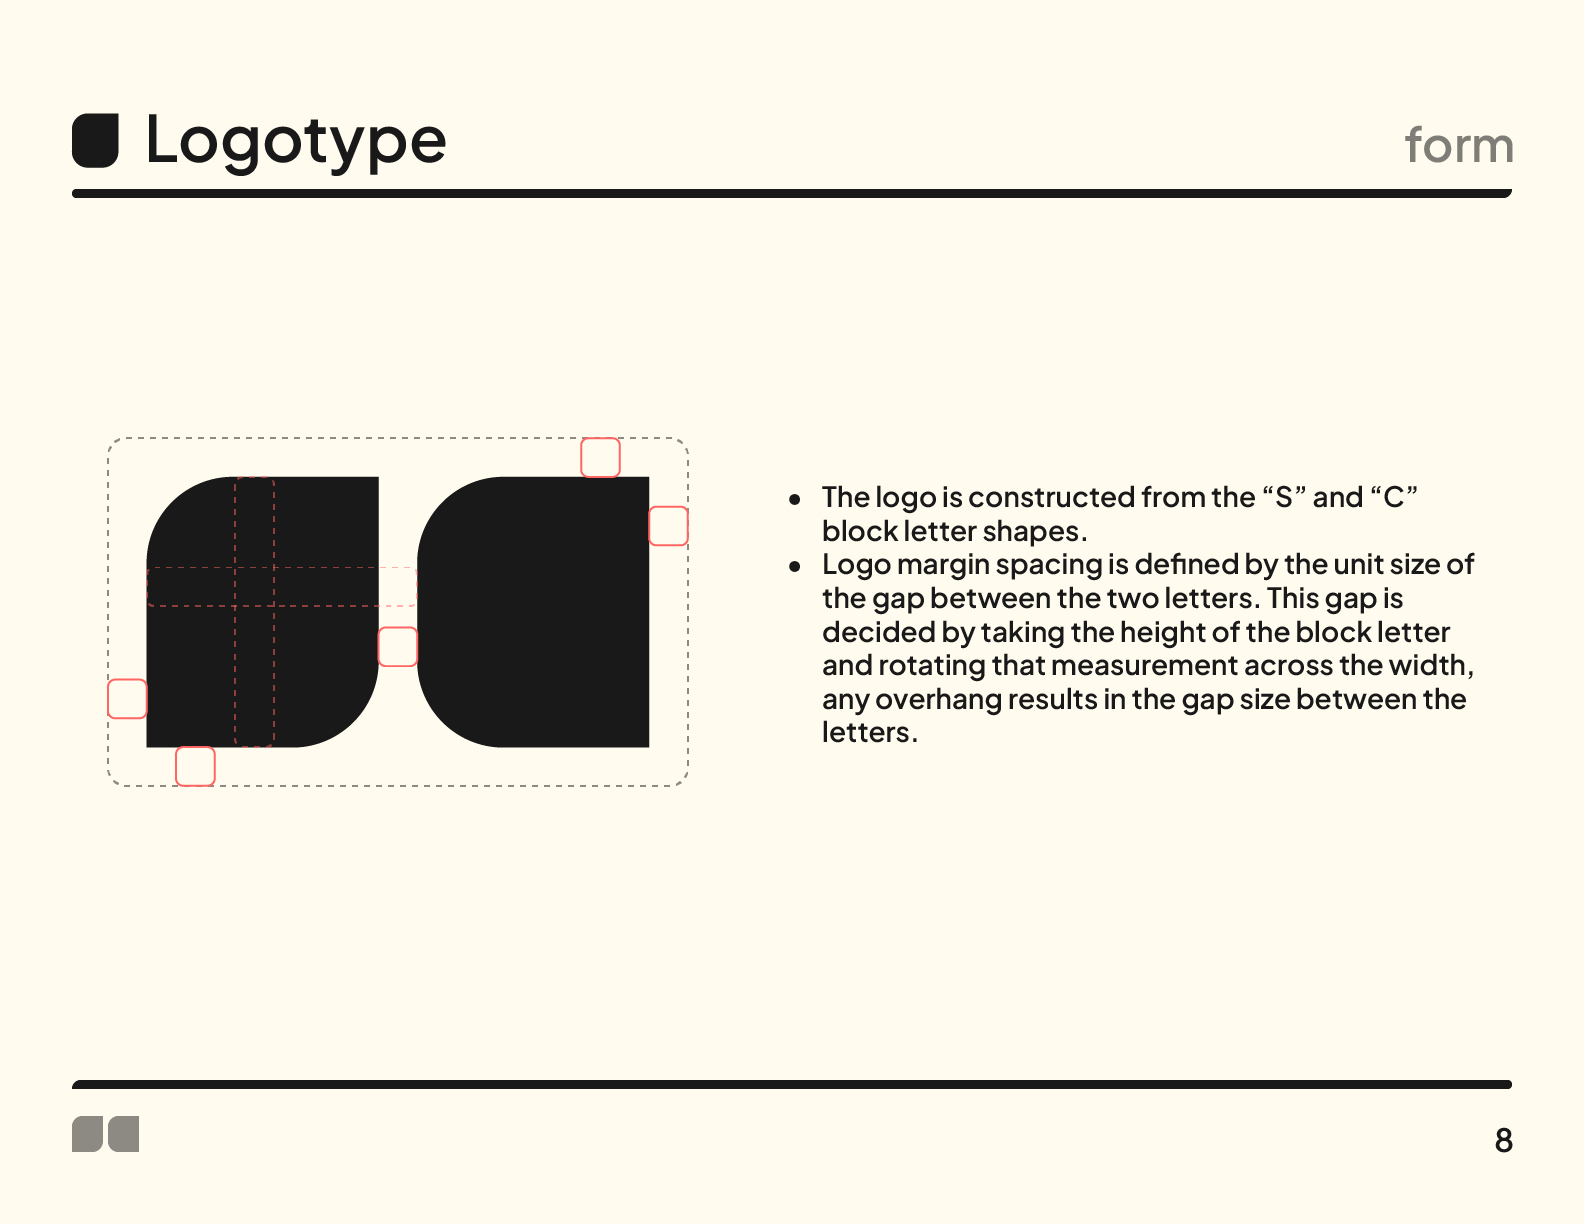 Logotype
form
• The logo is constructed from the “S” and “C”
block letter shapes.
• Logo margin spacing is defined by the unit size of
the gap between the two letters. This gap is
decided by taking the height of the block letter
and rotating that measurement across the width,
any overhang results in the gap size between the
letters.
8